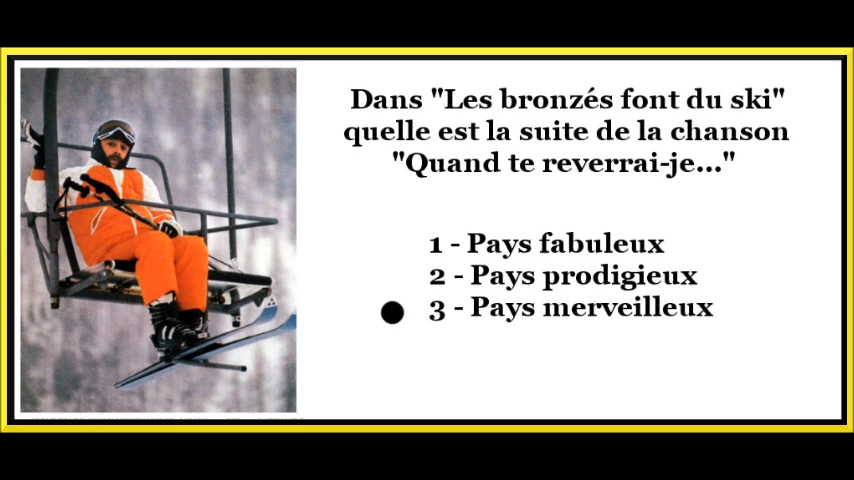 Dans "Les bronzés font du ski"
quelle est la suite de la chanson
"Quand te reverrai-je..."
1 - Pays fabuleux
2 - Pays prodigieux
3 - Pays merveilleux